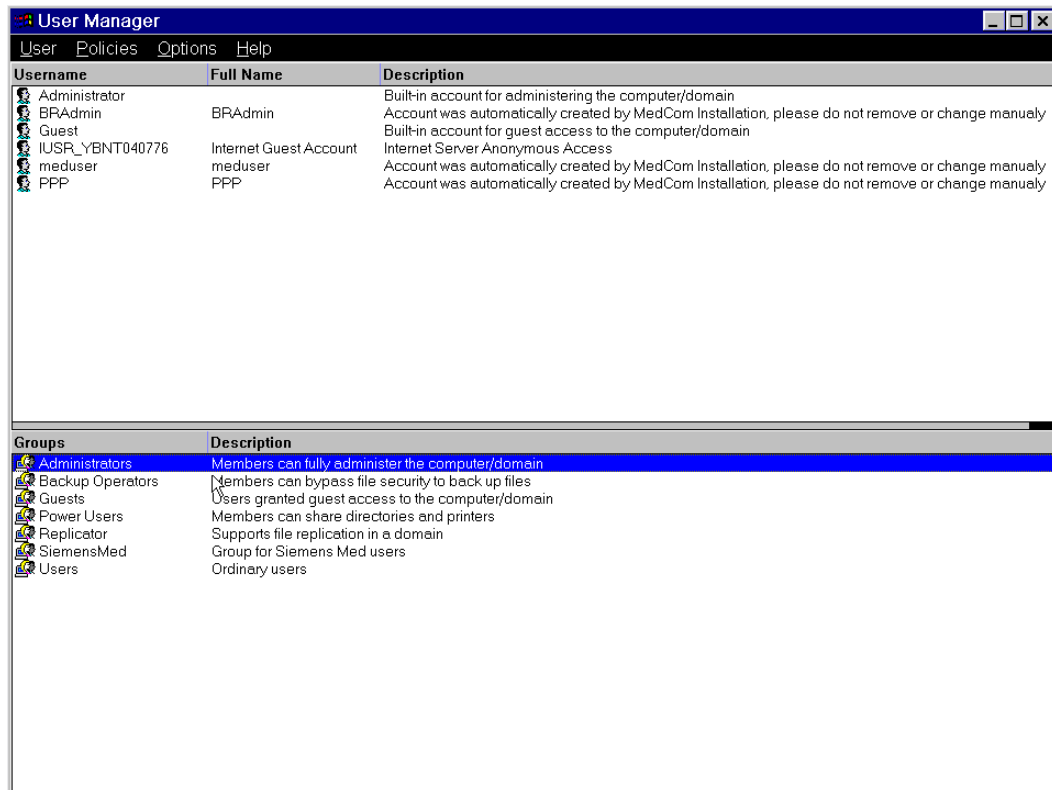 User Manager
User Policies Options Help
Username Full Name Description
Administrator Built-in account for administering the computer/domain
BRAdmin BRAdmin Account was automatically created by MedCom Installation, please do not remove or change manualy
Guest Built-in account for guest access to the computer/domain
IUSR_YBNT040776 Internet Guest Account Internet Server Anonymous Access
meduser meduser Account was automatically created by MedCom Installation, please do not remove or change manualy
PPP PPP Account was automatically created by MedCom Installation, please do not remove or change manualy
Groups Description
Administrators Members can fully administer the computer/domain
Backup Operators Members can bypass file security to back up files
Guests Users granted guest access to the computer/domain
Power Users Members can share directories and printers
Replicator Supports file replication in a domain
SiemensMed Group for Siemens Med users
Users Ordinary users